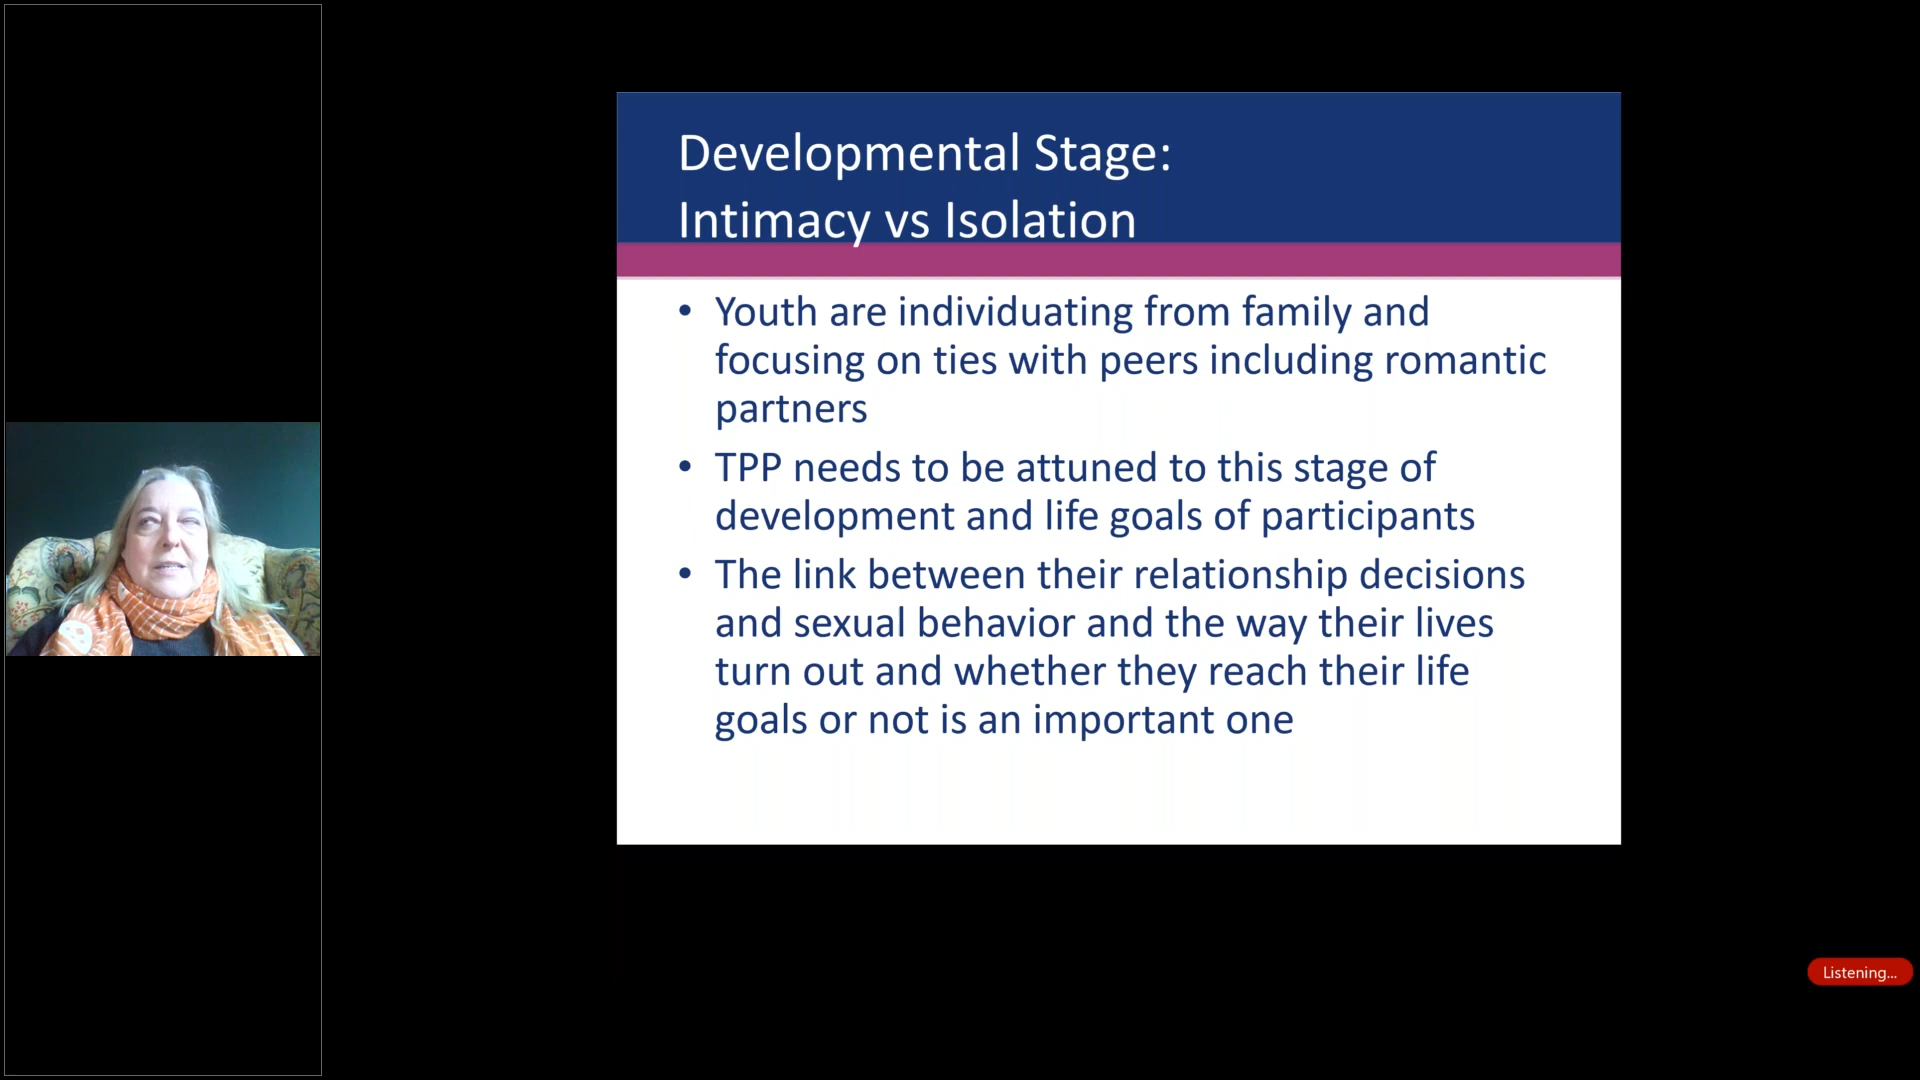 Developmental Stage:
Intimacy vs Isolation
• Youth are individuating from family and
focusing on ties with peers including romantic
partners
• TPP needs to be attuned to this stage of
development and life goals of participants
• The link between their relationship decisions
and sexual behavior and the way their lives
turn out and whether they reach their life
goals or not is an important one
Listening...